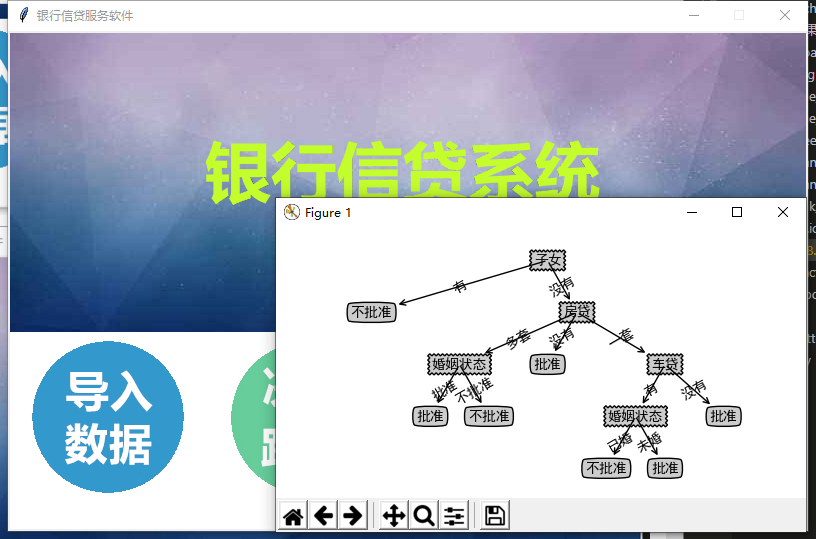 银行信贷服务软件
银行信贷系统
Figure 1
子女
有
没有
不批准
房贷
多套
没有
一套
婚姻状态
批准
车贷
批准
不批准
有
没有
批准
不批准
婚姻状态
批准
已婚
未婚
不批准
批准
导入
数据